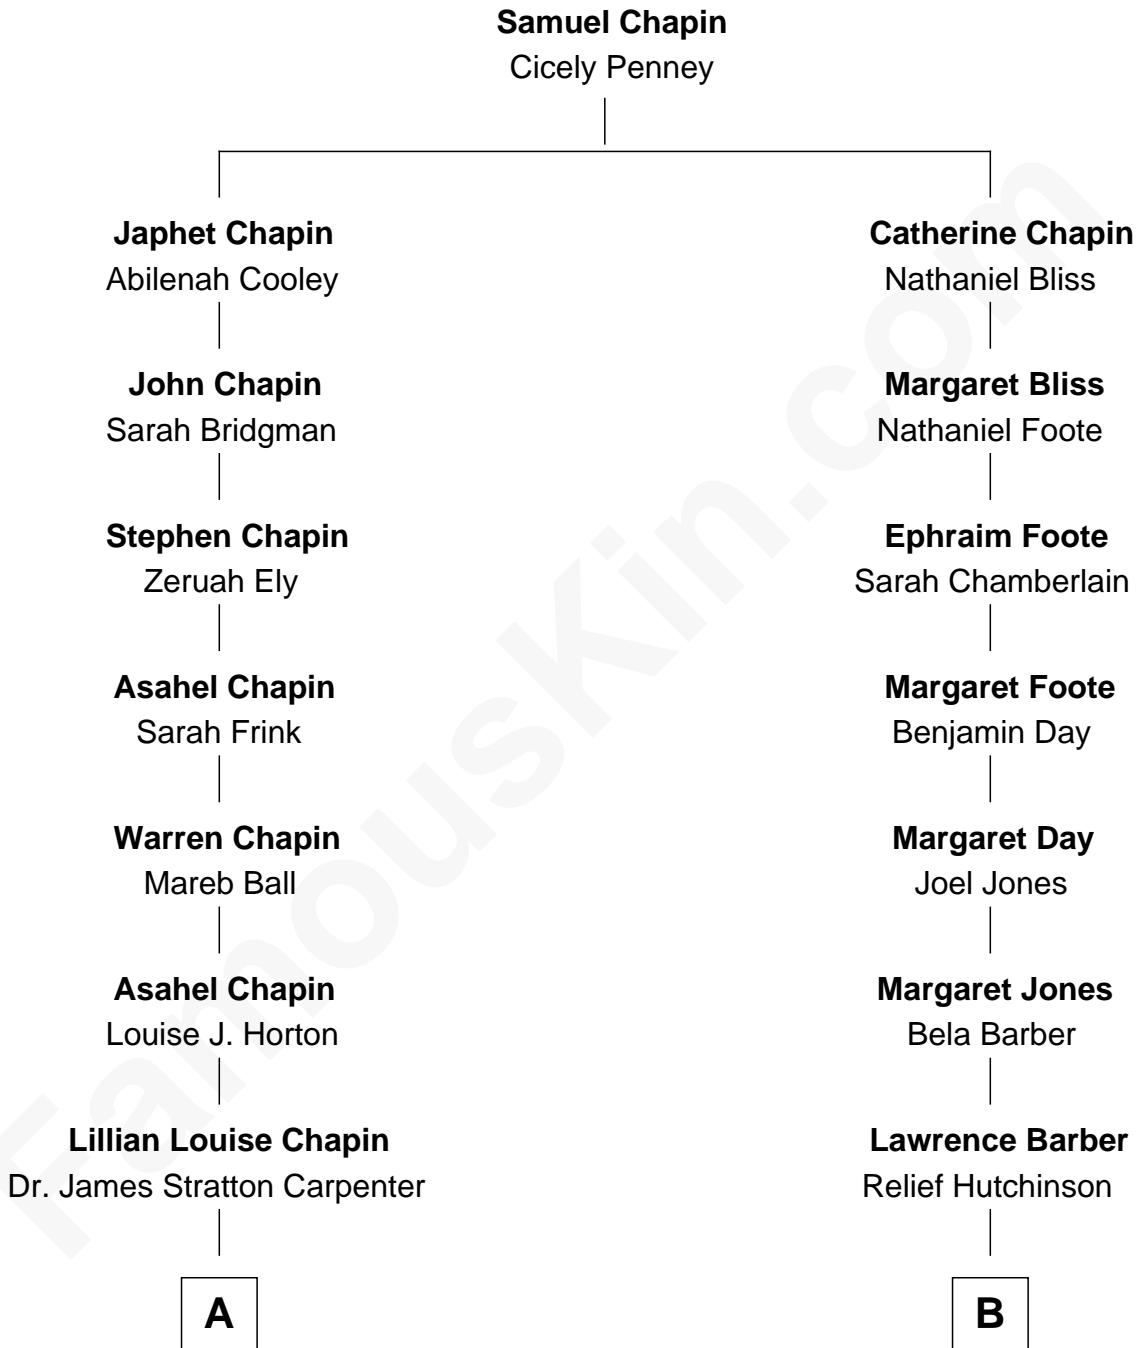 Samuel Chapin
Cicely Penney
Japhet Chapin
Abilenah Cooley
Catherine Chapin
Nathaniel Bliss
John Chapin
Sarah Bridgman
Margaret Bliss
Nathaniel Foote
Stephen Chapin
Zeruah Ely
Ephraim Foote
Sarah Chamberlain
Asahel Chapin
Sarah Frink
Margaret Foote
Benjamin Day
Warren Chapin
Mareb Ball
Margaret Day
Joel Jones
Asahel Chapin
Louise J. Horton
Margaret Jones
Bela Barber
Lillian Louise Chapin
Dr. James Stratton Carpenter
Lawrence Barber
Relief Hutchinson
A
B
FamousKin.com